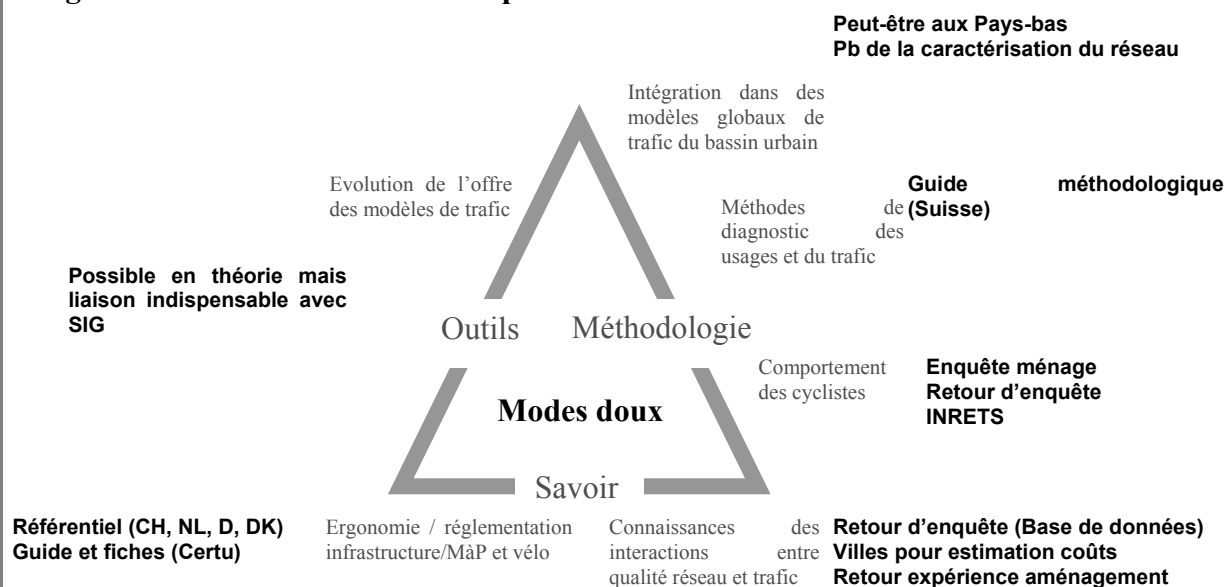 Peut-être aux Pays-bas
Pb de la caractérisation du réseau
Intégration dans des
modèles globaux de
trafic du bassin urbain
Evolution de l'offre
des modèles de trafic
Guide méthodologique
(Suisse)
Méthodes de
diagnostic des
usages et du trafic
Possible en théorie mais
liaison indispensable avec
SIG
Outils Méthodologie
Comportement
des cyclistes
Enquête ménage
Retour d'enquête
INRETS
Modes doux
Savoir
Référentiel (CH, NL, D, DK)
Guide et fiches (Certu)
Ergonomie / réglementation
infrastructure/MàP et vélo
Connaissances des
interactions entre
qualité réseau et trafic
Retour d'enquête (Base de données)
Villes pour estimation coûts
Retour expérience aménagement